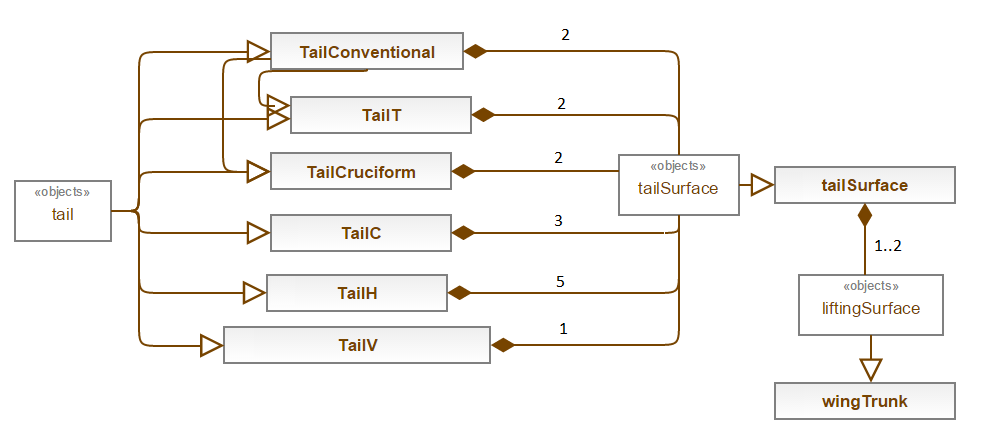 TailConventional
2
TailT
2
TailCruciform
2
«objects»
tailSurface
tailSurface
«objects»
tail
TailC
3
1..2
TailH
5
«objects»
liftingSurface
TailV
1
wingTrunk